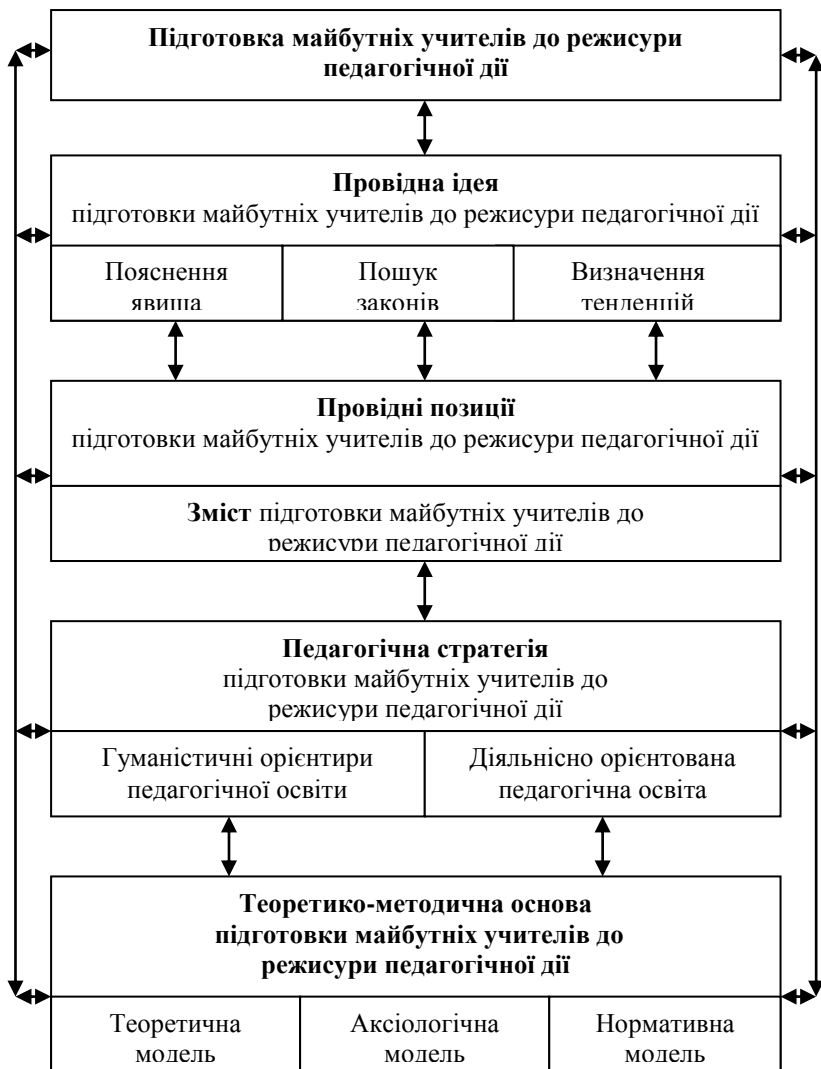 Підготовка майбутніх учителів до режисури
педагогічної дії
Провідна ідея
підготовки майбутніх учителів до режисури педагогічної дії
Пояснення
явища
Пошук
законів
Визначення
тенденцій
Провідні позиції
підготовки майбутніх учителів до режисури педагогічної дії
Зміст підготовки майбутніх учителів до
режисури педагогічної дії
Педагогічна стратегія
підготовки майбутніх учителів до
режисури педагогічної дії
Гуманістичні орієнтири
педагогічної освіти
Діяльнісно орієнтована
педагогічна освіта
Теоретико-методична основа
підготовки майбутніх учителів до
режисури педагогічної дії
Теоретична
модель
Аксіологічна
модель
Нормативна
модель